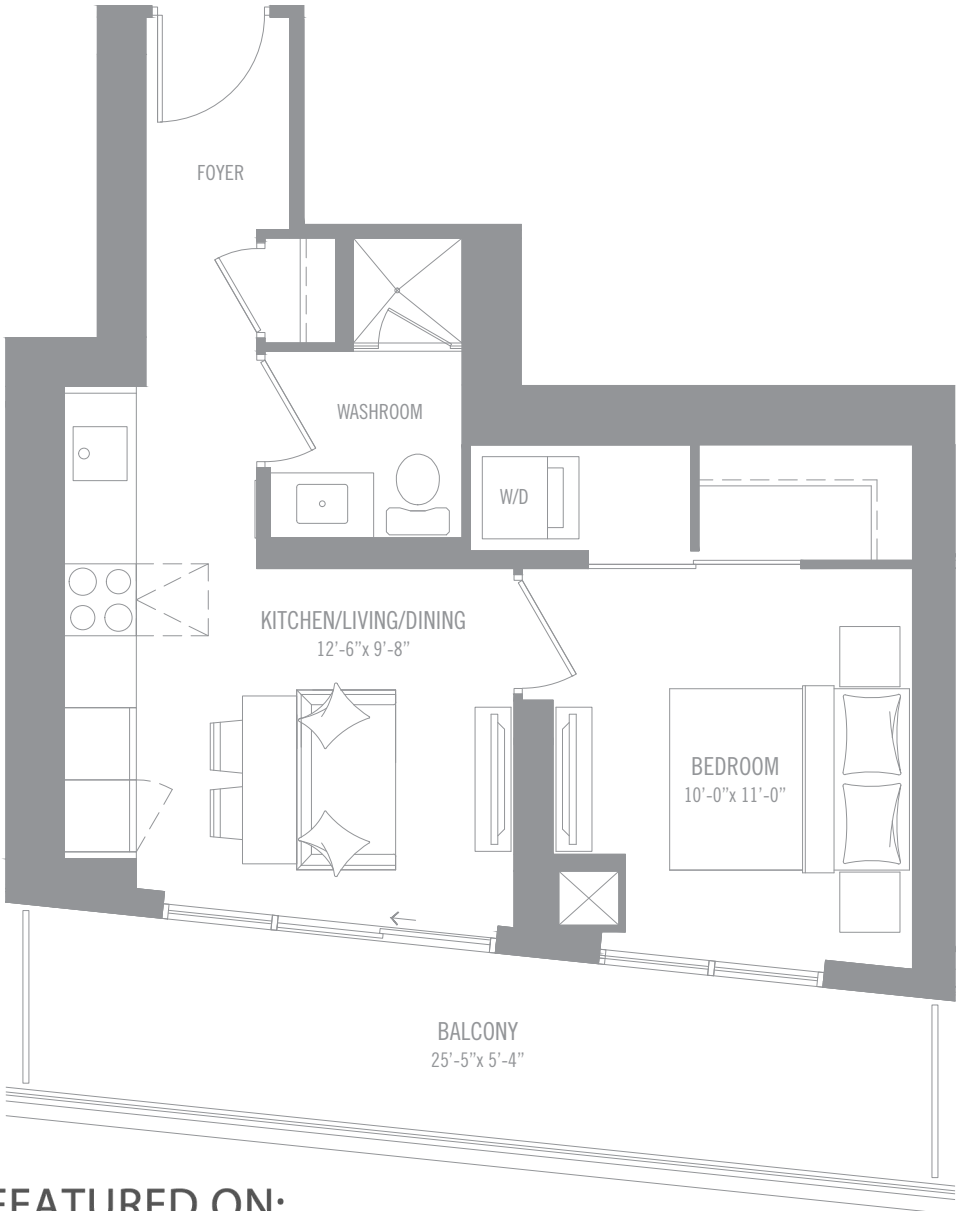 FOYER
WASHROOM
W/D
KITCHEN/LIVING/DINING
12’-6”x 9’-8”
BEDROOM
10’-0”x 11’-0”
BALCONY
25’-5”x 5’-4”
FEATURED ON: